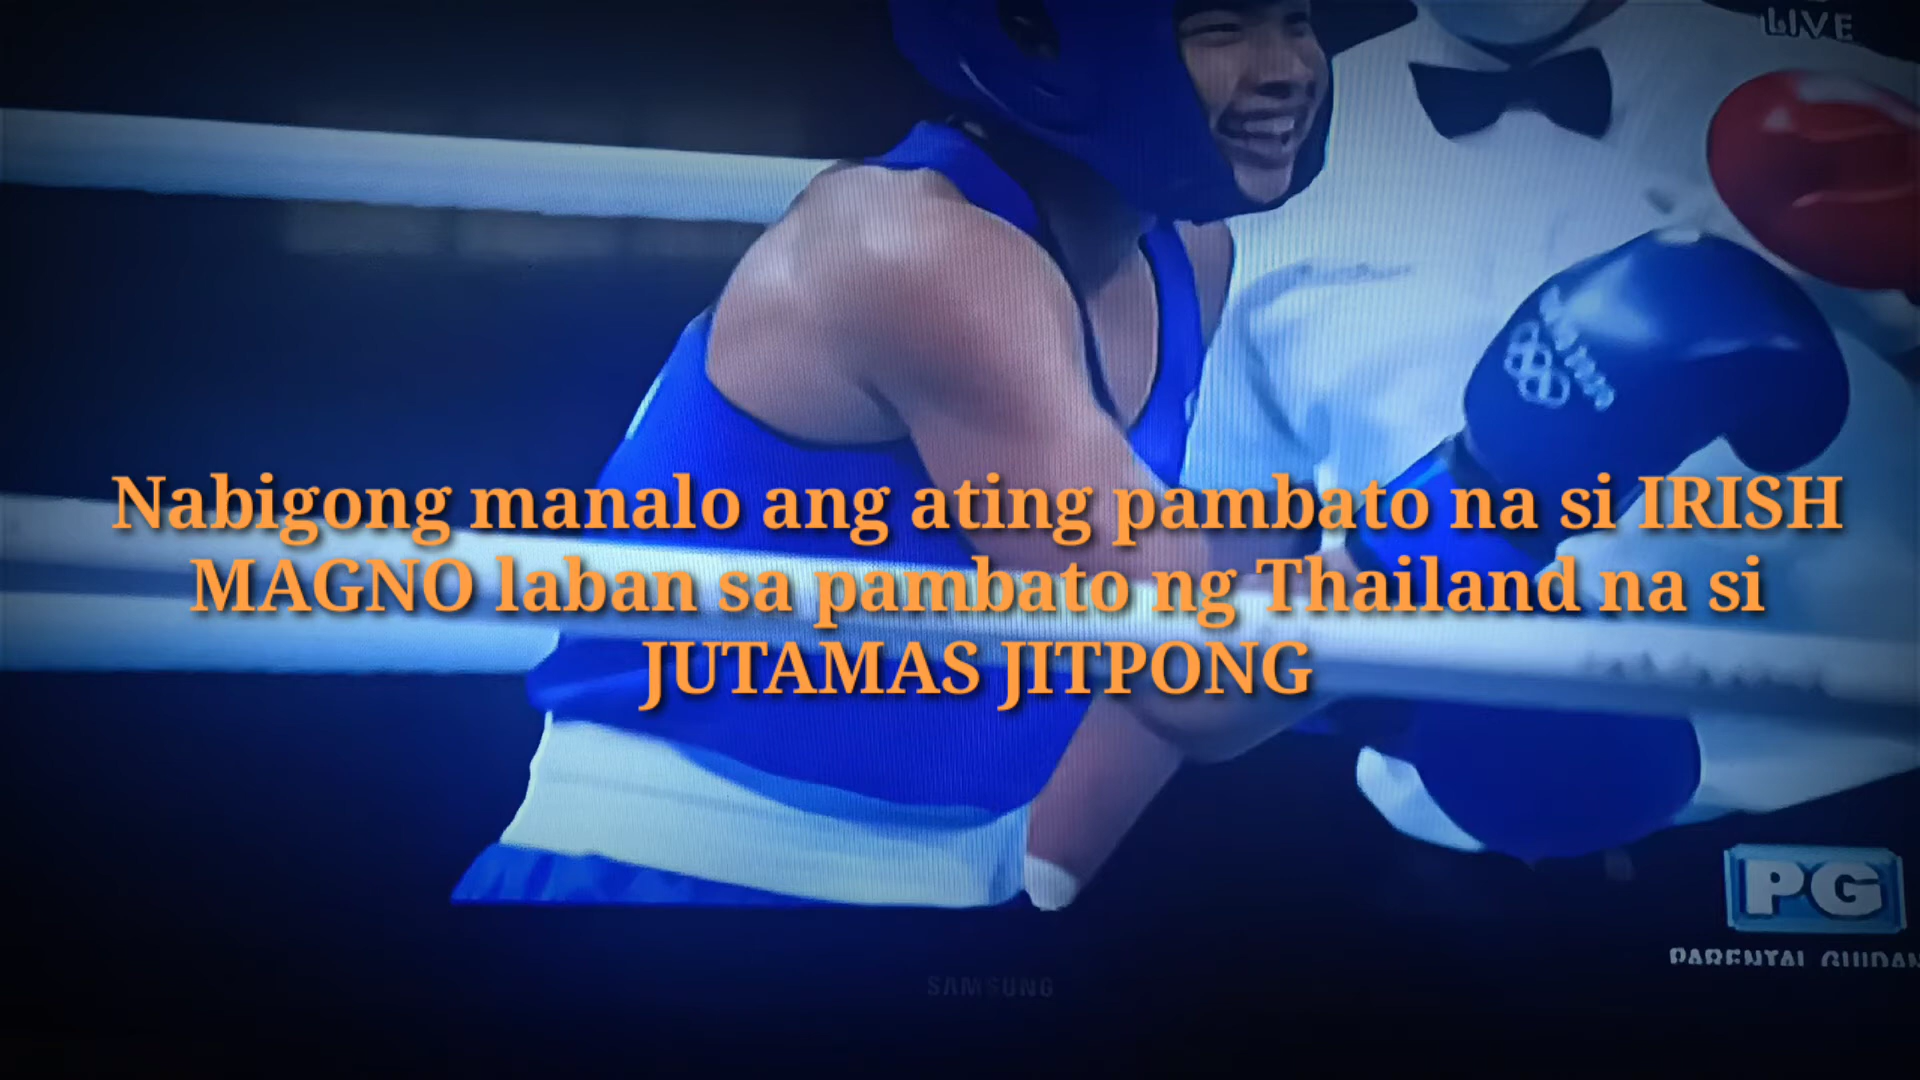 LIVE
Nabigong manalo ang ating pambato na si IRISH
MAGNO laban sa pambato ng Thailand na si
JUTAMAS JITPONG
PG
SAMSUNG